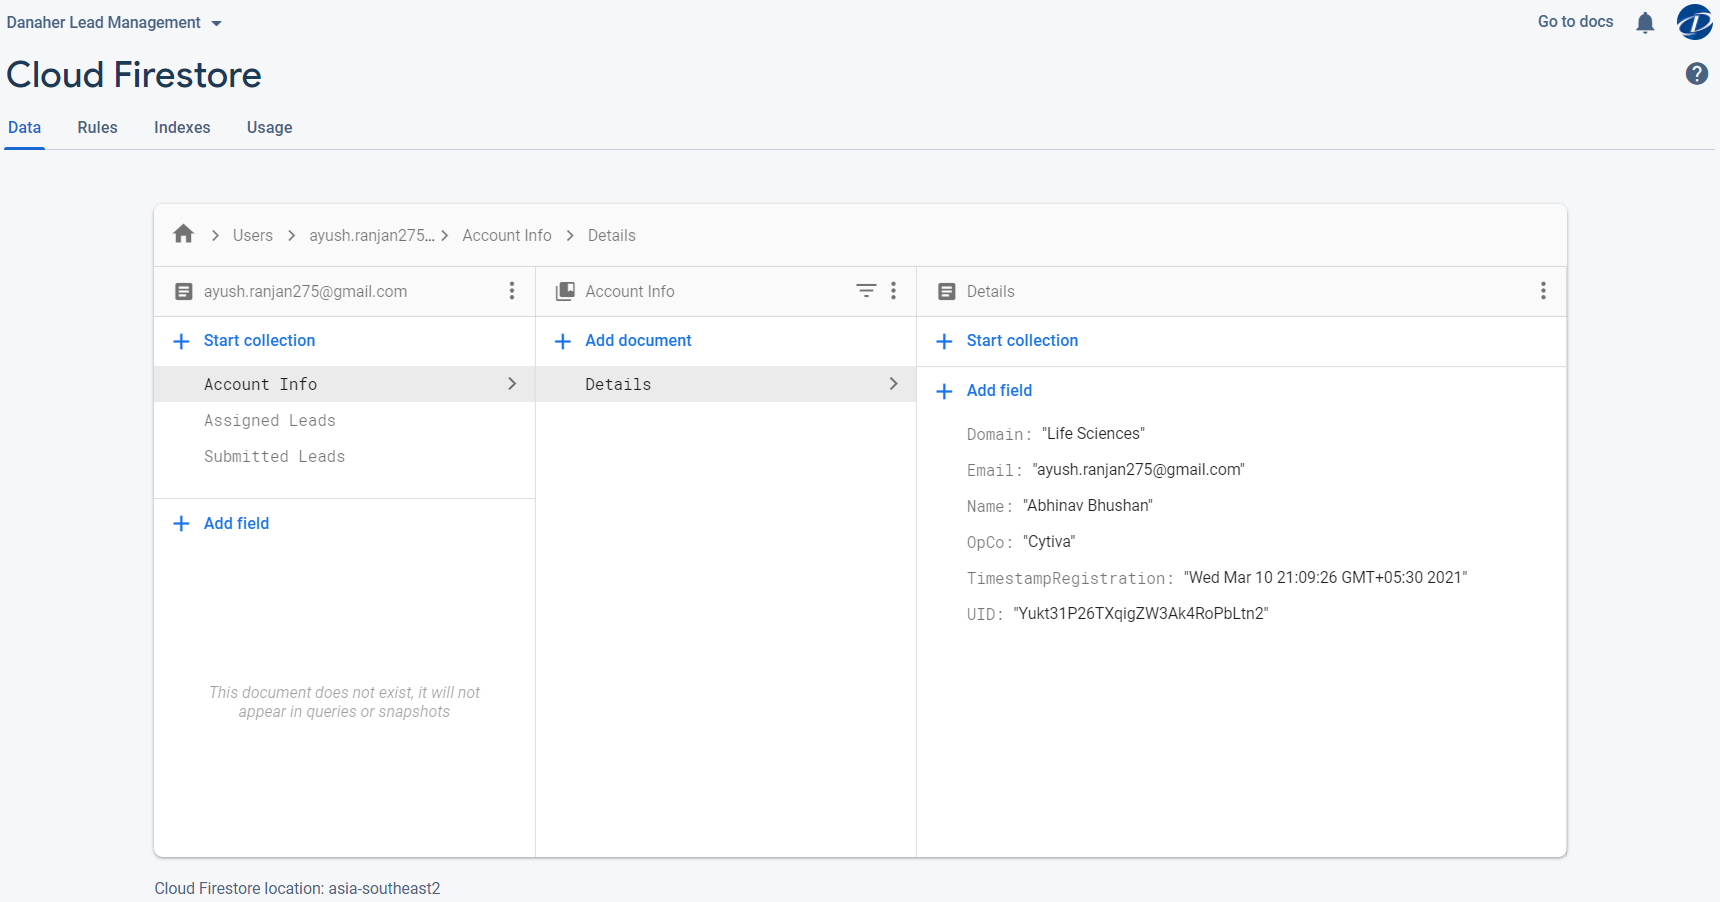 Danaher Lead Management
Go to docs
Cloud Firestore
Data Rules Indexes Usage
Users ayush.ranjan275... Account Info Details
ayush.ranjan275@gmail.com
Start collection
Account Info
Assigned Leads
Submitted Leads
Add field
This document does not exist, it will not
appear in queries or snapshots
Account Info
Add document
Details
Details
Start collection
Add field
Domain: "Life Sciences"
Email: "ayush.ranjan275@gmail.com"
Name: "Abhinav Bhushan"
OpCo: "Cytiva"
TimestampRegistration: "Wed Mar 10 21:09:26 GMT+05:30 2021"
UID: "Yukt31P26TXqigZW3Ak4RoPbLtn2"
Cloud Firestore location: asia-southeast2